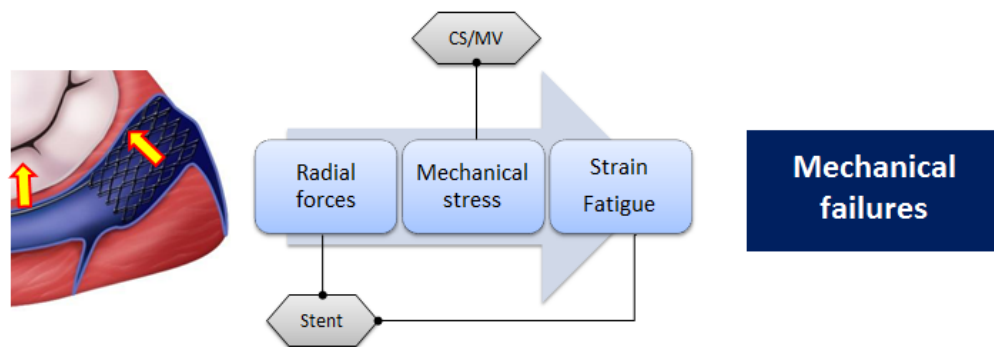 CS/MV
Radial
forces
Mechanical
stress
Strain
Fatigue
Mechanical
failures
Stent